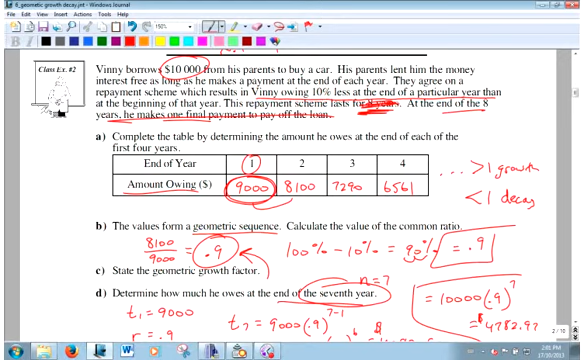 6_geometic growth decay.jnt - Windows Journal
File Edit View Insert Actions Tools Help
150%
B
Class Ex. #2
Vinny borrows $10 000 from his parents to buy a car. His parents lent him the money
interest free as long as he makes a payment at the end of each year. They agree on a
repayment scheme which results in Vinny owing 10% less at the end of a particular year than
at the beginning of that year. This repayment scheme lasts for 8 years. At the end of the 8
years, he makes one final payment to pay off the loan.
a) Complete the table by determining the amount he owes at the end of each of the
first four years.
End of Year 1 2 3 4
Amount Owing ($) 9000 8100 7290 6561
... >1 growth
<1 decay
b) The values form a geometric sequence. Calculate the value of the common ratio.
8100/9000 = .9
100% - 10% = 90% = .9
c) State the geometric growth factor.
n=7
d) Determine how much he owes at the end of the seventh year.
t₁ = 9000
r = .9
t₇ = 9000(.9)^7-1
= 10000(.9)^7
= $4782.97
2 / 10
2:01 PM
17/10/2013